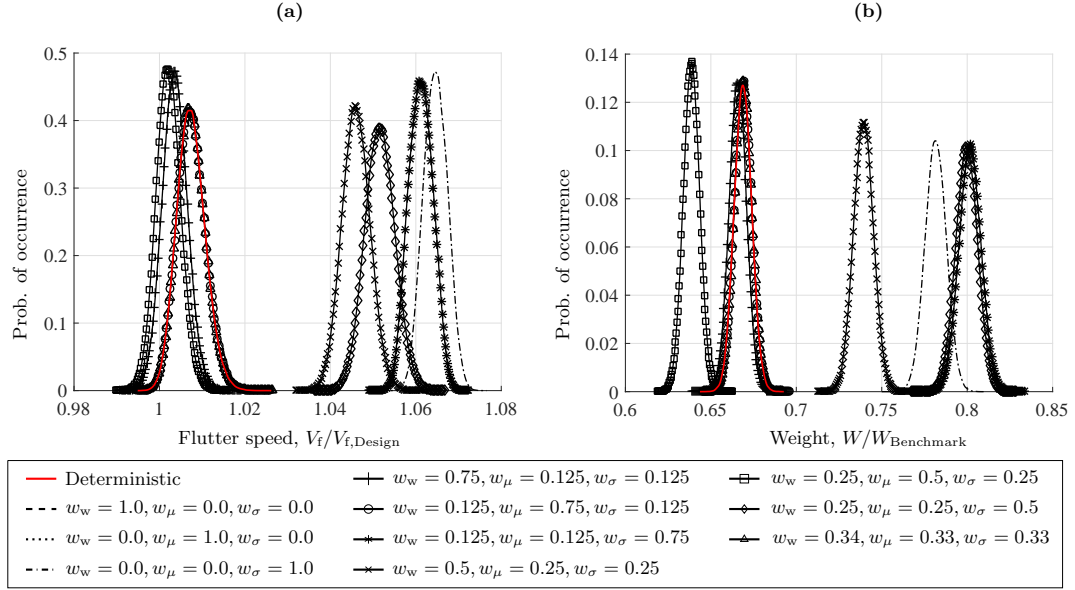 (a)
0.5
0.4
0.3
0.2
0.1
0
Prob. of occurrence
0.98 1 1.02 1.04 1.06 1.08
Flutter speed, V_f/V_f,Design
(b)
0.14
0.12
0.1
0.08
0.06
0.04
0.02
0
Prob. of occurrence
0.6 0.65 0.7 0.75 0.8 0.85
Weight, W/W_Benchmark
Deterministic
w_w = 1.0, w_μ = 0.0, w_σ = 0.0
w_w = 0.0, w_μ = 1.0, w_σ = 0.0
w_w = 0.0, w_μ = 0.0, w_σ = 1.0
w_w = 0.75, w_μ = 0.125, w_σ = 0.125
w_w = 0.125, w_μ = 0.75, w_σ = 0.125
w_w = 0.125, w_μ = 0.125, w_σ = 0.75
w_w = 0.5, w_μ = 0.25, w_σ = 0.25
w_w = 0.25, w_μ = 0.5, w_σ = 0.25
w_w = 0.25, w_μ = 0.25, w_σ = 0.5
w_w = 0.34, w_μ = 0.33, w_σ = 0.33